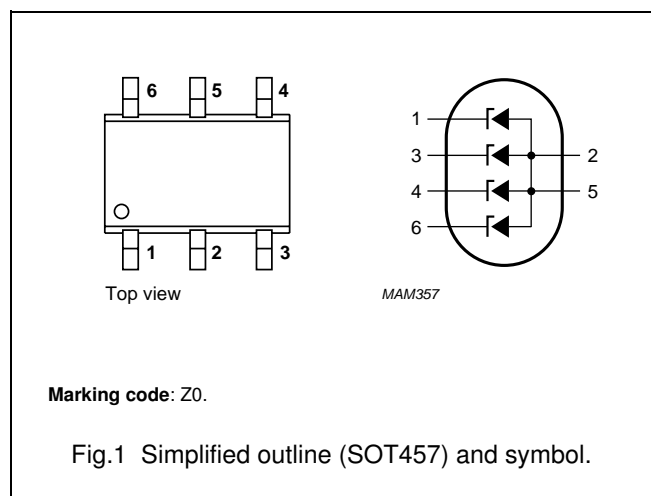 6 5 4
1 2 3
Top view
1
3 2
4 5
6
MAM357
Marking code: Z0.
Fig.1 Simplified outline (SOT457) and symbol.